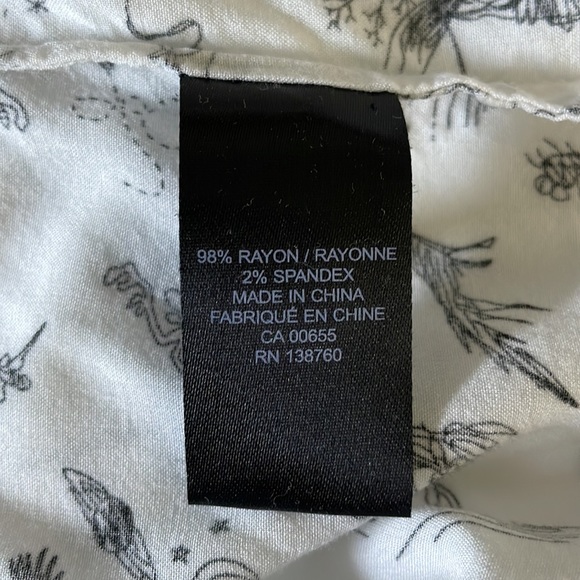 98% RAYON / RAYONNE
2% SPANDEX
MADE IN CHINA
FABRIQUÉ EN CHINE
CA 00655
RN 138760